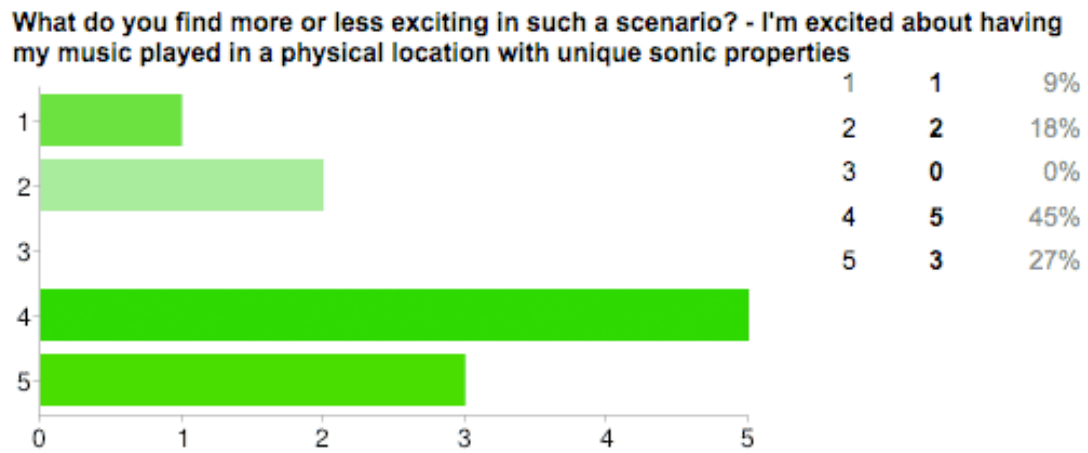 What do you find more or less exciting in such a scenario? - I'm excited about having
my music played in a physical location with unique sonic properties
1 1 9%
2 2 18%
3 0 0%
4 5 45%
5 3 27%
1
2
3
4
5
0 1 2 3 4 5